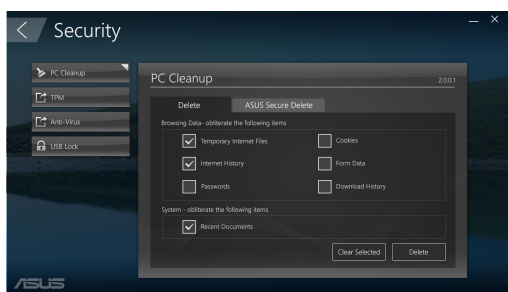 Security
PC Cleanup
TPM
Anti-Virus
USB Lock
PC Cleanup 2.0.0.1
Delete ASUS Secure Delete
Browsing Data- obliterate the following items
Temporary Internet Files Cookies
Internet History Form Data
Passwords Download History
System - obliterate the following items
Recent Documents
Clear Selected Delete
ASUS